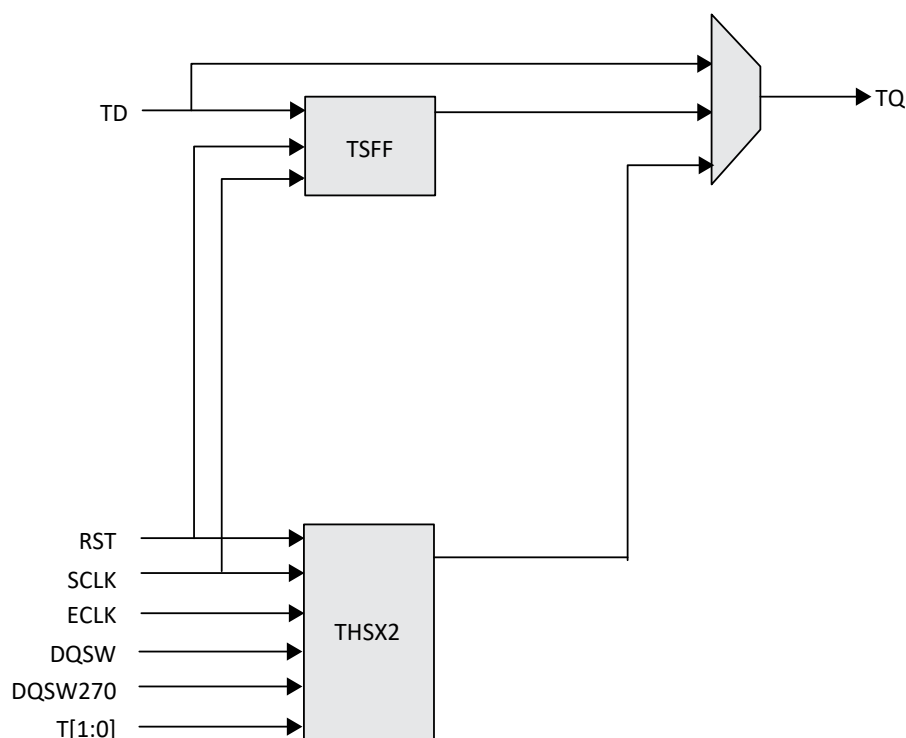 TD
TSFF
TQ
RST
SCLK
ECLK
THSX2
DQSW
DQSW270
T[1:0]